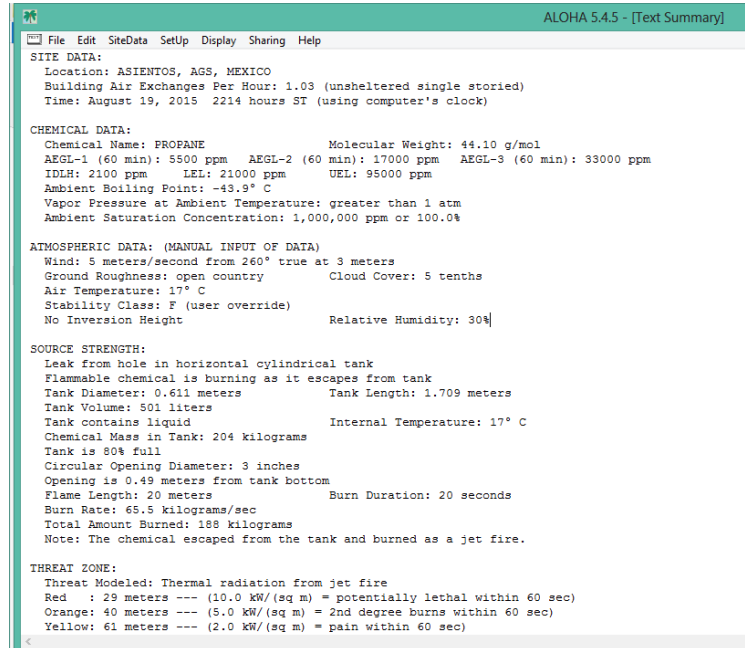 ALOHA 5.4.5 - [Text Summary]
File Edit SiteData SetUp Display Sharing Help
SITE DATA:
Location: ASIENTOS, AGS, MEXICO
Building Air Exchanges Per Hour: 1.03 (unsheltered single storied)
Time: August 19, 2015 2214 hours ST (using computer's clock)
CHEMICAL DATA:
Chemical Name: PROPANE Molecular Weight: 44.10 g/mol
AEGL-1 (60 min): 5500 ppm AEGL-2 (60 min): 17000 ppm AEGL-3 (60 min): 33000 ppm
IDLH: 2100 ppm LEL: 21000 ppm UEL: 95000 ppm
Ambient Boiling Point: -43.9° C
Vapor Pressure at Ambient Temperature: greater than 1 atm
Ambient Saturation Concentration: 1,000,000 ppm or 100.0%
ATMOSPHERIC DATA: (MANUAL INPUT OF DATA)
Wind: 5 meters/second from 260° true at 3 meters
Ground Roughness: open country Cloud Cover: 5 tenths
Air Temperature: 17° C
Stability Class: F (user override)
No Inversion Height Relative Humidity: 30%
SOURCE STRENGTH:
Leak from hole in horizontal cylindrical tank
Flammable chemical is burning as it escapes from tank
Tank Diameter: 0.611 meters Tank Length: 1.709 meters
Tank Volume: 501 liters
Tank contains liquid Internal Temperature: 17° C
Chemical Mass in Tank: 204 kilograms
Tank is 80% full
Circular Opening Diameter: 3 inches
Opening is 0.49 meters from tank bottom
Flame Length: 20 meters Burn Duration: 20 seconds
Burn Rate: 65.5 kilograms/sec
Total Amount Burned: 188 kilograms
Note: The chemical escaped from the tank and burned as a jet fire.
THREAT ZONE:
Threat Modeled: Thermal radiation from jet fire
Red : 29 meters --- (10.0 kW/(sq m) = potentially lethal within 60 sec)
Orange: 40 meters --- (5.0 kW/(sq m) = 2nd degree burns within 60 sec)
Yellow: 61 meters --- (2.0 kW/(sq m) = pain within 60 sec)